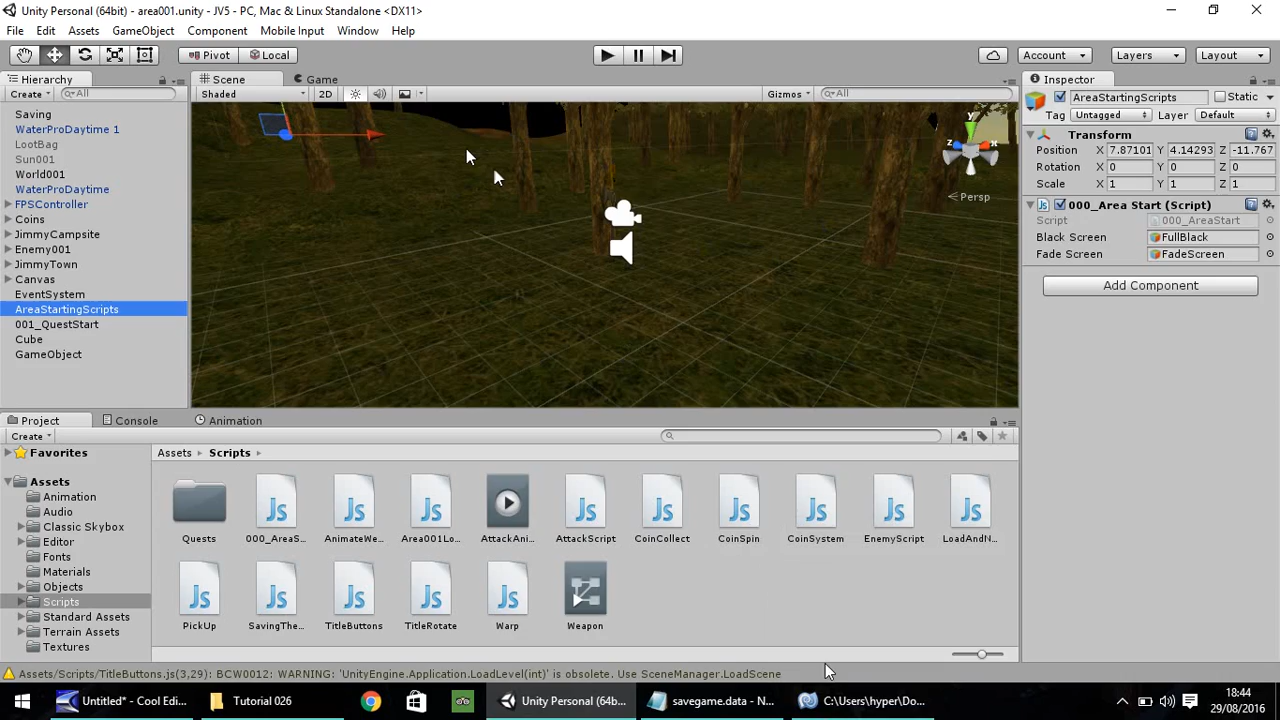 Unity Personal (64bit) - area001.unity - JV5 - PC, Mac & Linux Standalone <DX11>
File Edit Assets GameObject Component Mobile Input Window Help
Pivot Local Account Layers Layout
Hierarchy Scene Game Inspector
Create All Shaded 2D Gizmos All AreaStartingScripts Static
Saving Tag Untagged Layer Default
WaterProDaytime 1 Transform
LootBag Position X 7.87101 Y 4.14293 Z -11.767
Sun001 Rotation X 0 Y 0 Z 0
World001 Scale X 1 Y 1 Z 1
WaterProDaytime
FPSController 000_Area Start (Script)
Coins Script 000_AreaStart
JimmyCampsite Black Screen FullBlack
Enemy001 Fade Screen FadeScreen
JimmyTown
Canvas Add Component
EventSystem
AreaStartingScripts
001_QuestStart
Cube
GameObject
y
z x
Persp
Project Console Animation
Create
Favorites Assets Scripts
Assets
Animation
Audio
Classic Skybox
Editor
Fonts
Materials
Objects
Scripts
Standard Assets
Terrain Assets
Textures
Quests 000_AreaS... AnimateWe... Area001Lo... AttackAni... AttackScript CoinCollect CoinSpin CoinSystem EnemyScript LoadAndN...
PickUp SavingThe... TitleButtons TitleRotate Warp Weapon
Assets/Scripts/TitleButtons.js(3,29): BCW0012: WARNING: 'UnityEngine.Application.LoadLevel(int)' is obsolete. Use SceneManager.LoadScene
Untitled* - Cool Edi... Tutorial 026 Unity Personal (64b... savegame.data - N... C:\Users\hyper\Do...
18:44
29/08/2016